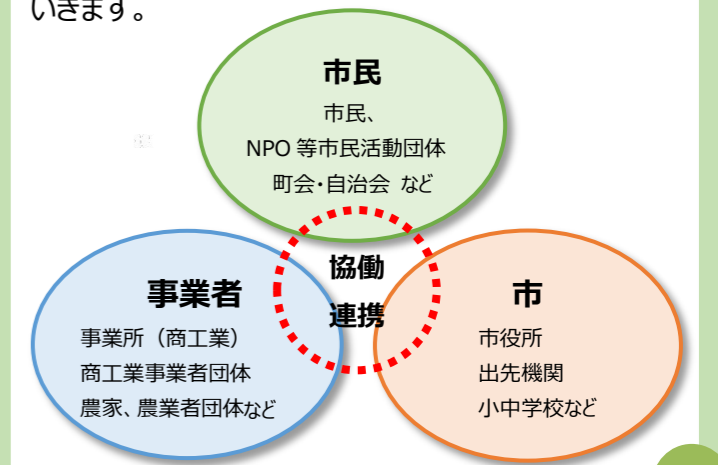 いきます。
市民
市民、
NPO 等市民活動団体
町会・自治会 など
協働
連携
事業者
事業所（商工業）
商工業事業者団体
農家、農業者団体など
市
市役所
出先機関
小中学校など